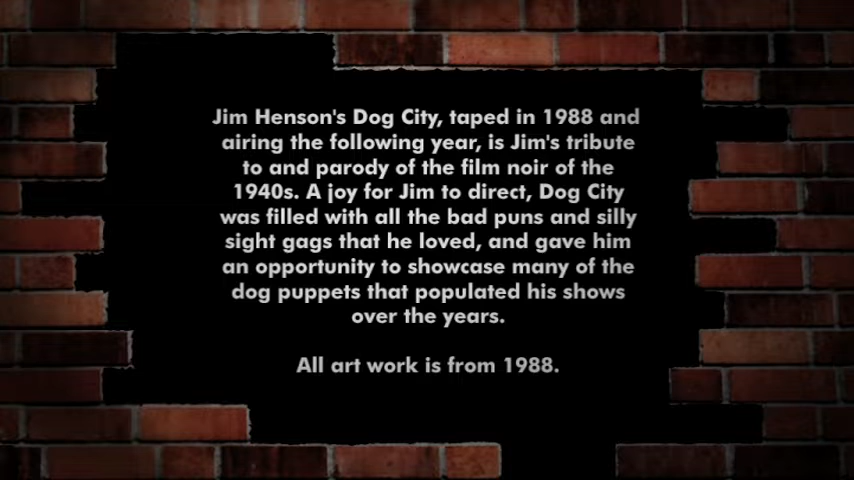 Jim Henson's Dog City, taped in 1988 and
airing the following year, is Jim's tribute
to and parody of the film noir of the
1940s. A joy for Jim to direct, Dog City
was filled with all the bad puns and silly
sight gags that he loved, and gave him
an opportunity to showcase many of the
dog puppets that populated his shows
over the years.
All art work is from 1988.